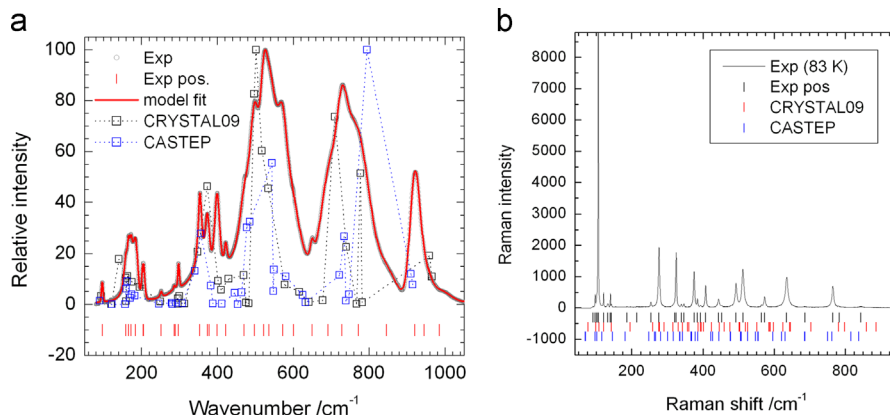 a
100
80
60
40
20
0
-20
Relative intensity
Exp
Exp pos.
model fit
CRYSTAL09
CASTEP
200 400 600 800 1000
Wavenumber /cm-1
b
8000
7000
6000
5000
4000
3000
2000
1000
0
-1000
Raman intensity
Exp (83 K)
Exp pos
CRYSTAL09
CASTEP
200 400 600 800
Raman shift /cm-1